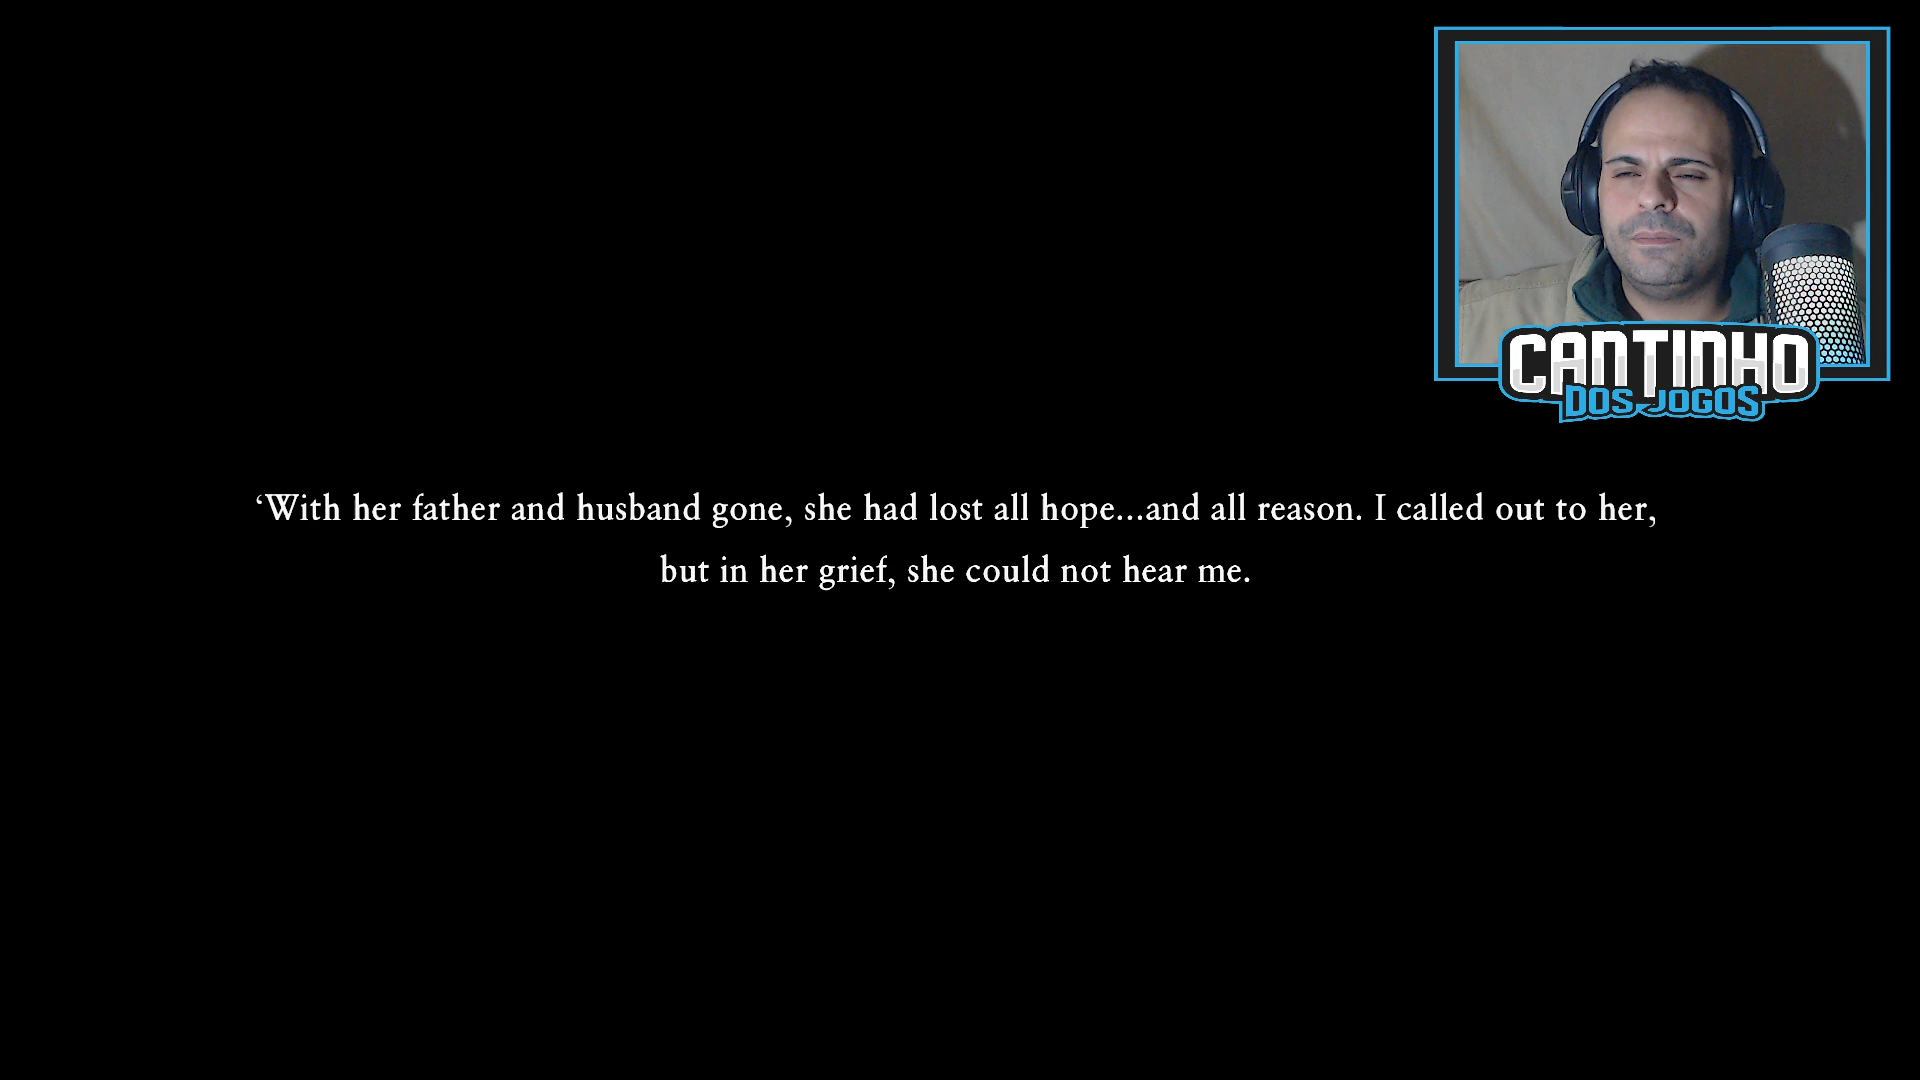 CANTINHO
DOS JOGOS
‘With her father and husband gone, she had lost all hope...and all reason. I called out to her,
but in her grief, she could not hear me.